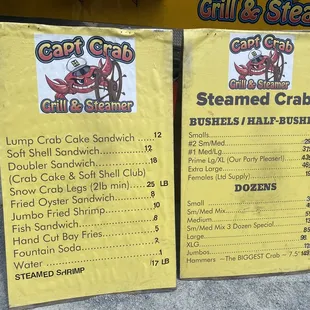 Grill & Stea
Capt Crab
Grill & Steamer
Lump Crab Cake Sandwich .....12
Soft Shell Sandwich..............12
Doubler Sandwich................18
(Crab Cake & Soft Shell Club)
Snow Crab Legs (2lb min)......25 LB
Fried Oyster Sandwich..........8
Jumbo Fried Shrimp.............10
Fish Sandwich.....................8
Hand Cut Bay Fries..............5
Fountain Soda....................2
Water ..............................1
STEAMED SHRIMP 17 LB
Capt Crab
Grill & Steamer
Steamed Crab
BUSHELS / HALF-BUSH
Smalls
#2 Sm/Med
#1 Med/Lg
Prime Lg/XL (Our Party Pleaser!)
Extra Large
Females (Ltd Supply)
DOZENS
Small
Sm/Med Mix
Medium
Sm/Med Mix 3 Dozen Special
Large
XLG
Jumbos
Hammers ~The BIGGEST Crab ~ 7.5"